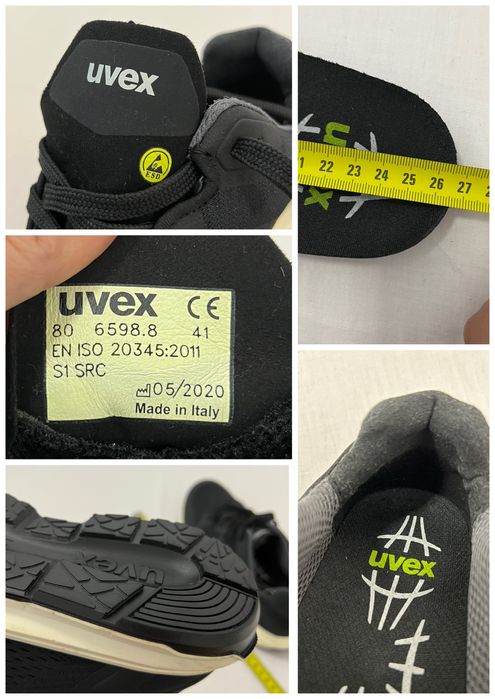 uvex
ESD
uvex CE
80 6598.8 41
EN ISO 20345:2011
S1 SRC
05/2020
Made in Italy
uvex
22 23 24 25 26 27
uvex